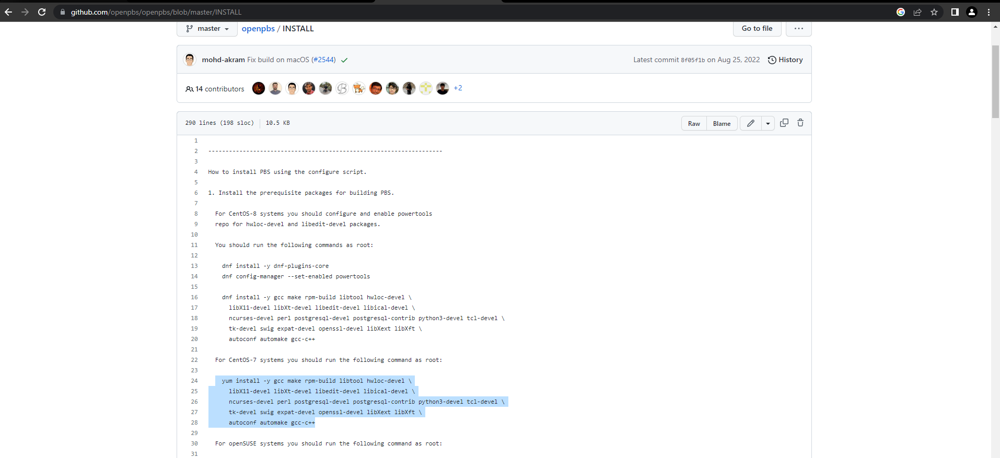 github.com/openpbs/openpbs/blob/master/INSTALL
master openpbs / INSTALL Go to file ...
mohd-akram Fix build on macOS (#2544) Latest commit 8f05f1b on Aug 25, 2022 History
14 contributors +2
290 lines (198 sloc) 10.5 KB Raw Blame
1
2 --------------------------------------------------------------------
3
4 How to install PBS using the configure script.
5
6 1. Install the prerequisite packages for building PBS.
7
8 For CentOS-8 systems you should configure and enable powertools
9 repo for hwloc-devel and libedit-devel packages.
10
11 You should run the following commands as root:
12
13 dnf install -y dnf-plugins-core
14 dnf config-manager --set-enabled powertools
15
16 dnf install -y gcc make rpm-build libtool hwloc-devel \
17 libX11-devel libXt-devel libedit-devel libical-devel \
18 ncurses-devel perl postgresql-devel postgresql-contrib python3-devel tcl-devel \
19 tk-devel swig expat-devel openssl-devel libXext libXft \
20 autoconf automake gcc-c++
21
22 For CentOS-7 systems you should run the following command as root:
23
24 yum install -y gcc make rpm-build libtool hwloc-devel \
25 libX11-devel libXt-devel libedit-devel libical-devel \
26 ncurses-devel perl postgresql-devel postgresql-contrib python3-devel tcl-devel \
27 tk-devel swig expat-devel openssl-devel libXext libXft \
28 autoconf automake gcc-c++
29
30 For openSUSE systems you should run the following command as root:
31